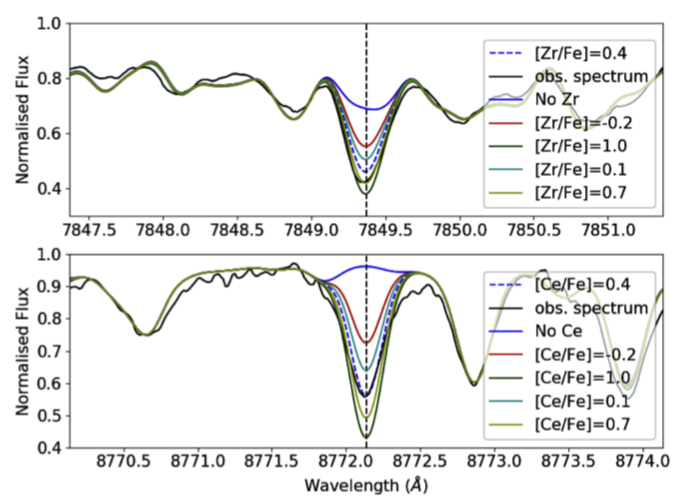 1.0
0.8
0.6
0.4
Normalised Flux
[Zr/Fe]=0.4
obs. spectrum
No Zr
[Zr/Fe]=-0.2
[Zr/Fe]=1.0
[Zr/Fe]=0.1
[Zr/Fe]=0.7
7847.5 7848.0 7848.5 7849.0 7849.5 7850.0 7850.5 7851.0
1.0
0.9
0.8
0.7
0.6
0.5
0.4
Normalised Flux
[Ce/Fe]=0.4
obs. spectrum
No Ce
[Ce/Fe]=-0.2
[Ce/Fe]=1.0
[Ce/Fe]=0.1
[Ce/Fe]=0.7
8770.5 8771.0 8771.5 8772.0 8772.5 8773.0 8773.5 8774.0
Wavelength (Å)